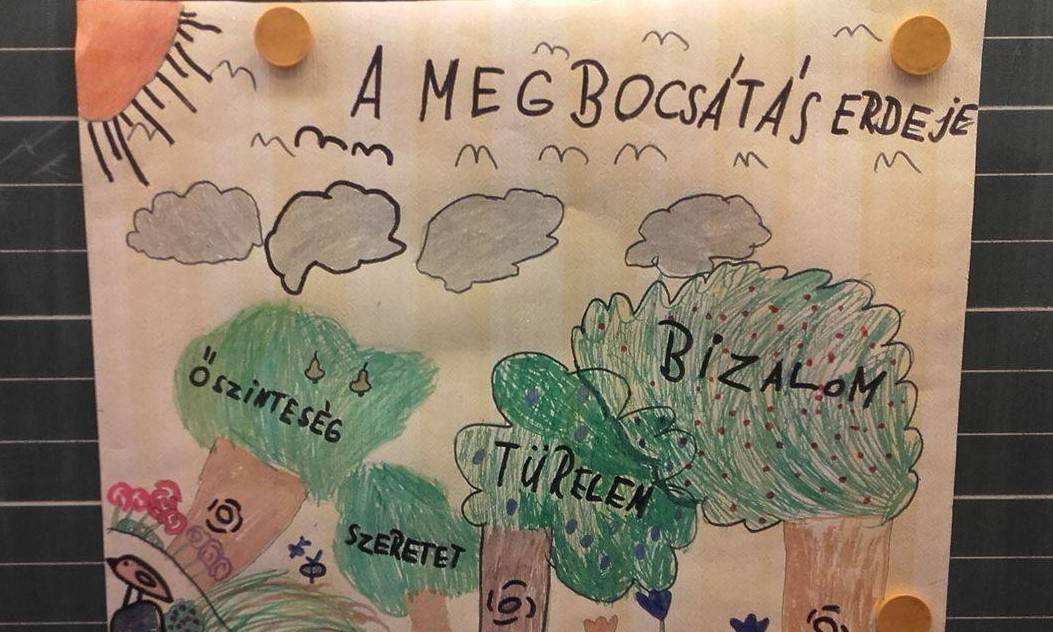 A MEGBOCSÁTÁS ERDEJE
BIZALOM
ŐSZINTESÉG
TÜRELEM
SZERETET